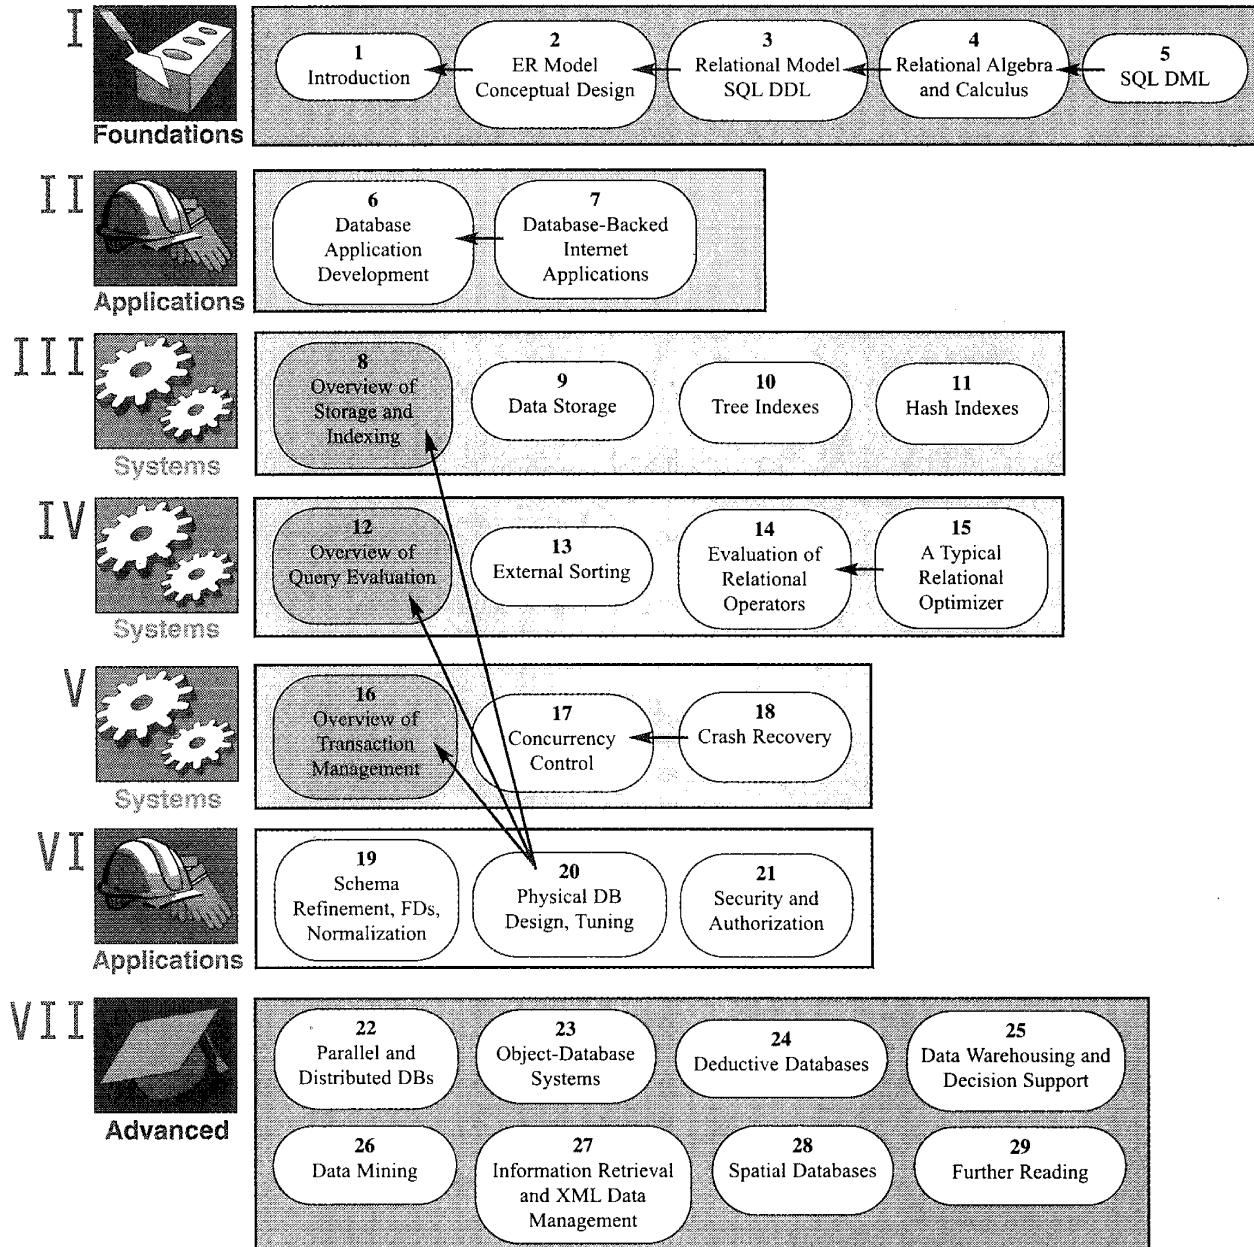 I
Foundations
1
Introduction
2
ER Model
Conceptual Design
3
Relational Model
SQL DDL
4
Relational Algebra
and Calculus
5
SQL DML
II
Applications
6
Database
Application
Development
7
Database-Backed
Internet
Applications
III
Systems
8
Overview of
Storage and
Indexing
9
Data Storage
10
Tree Indexes
11
Hash Indexes
IV
Systems
12
Overview of
Query Evaluation
13
External Sorting
14
Evaluation of
Relational
Operators
15
A Typical
Relational
Optimizer
V
Systems
16
Overview of
Transaction
Management
17
Concurrency
Control
18
Crash Recovery
VI
Applications
19
Schema
Refinement, FDs,
Normalization
20
Physical DB
Design, Tuning
21
Security and
Authorization
VII
Advanced
22
Parallel and
Distributed DBs
23
Object-Database
Systems
24
Deductive Databases
25
Data Warehousing and
Decision Support
26
Data Mining
27
Information Retrieval
and XML Data
Management
28
Spatial Databases
29
Further Reading